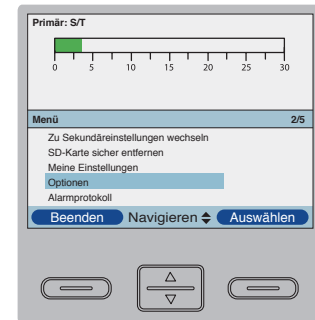 Primär: S/T
0 5 10 15 20 25 30
Menü 2/5
Zu Sekundäreinstellungen wechseln
SD-Karte sicher entfernen
Meine Einstellungen
Optionen
Alarmprotokoll
Beenden Navigieren Auswählen